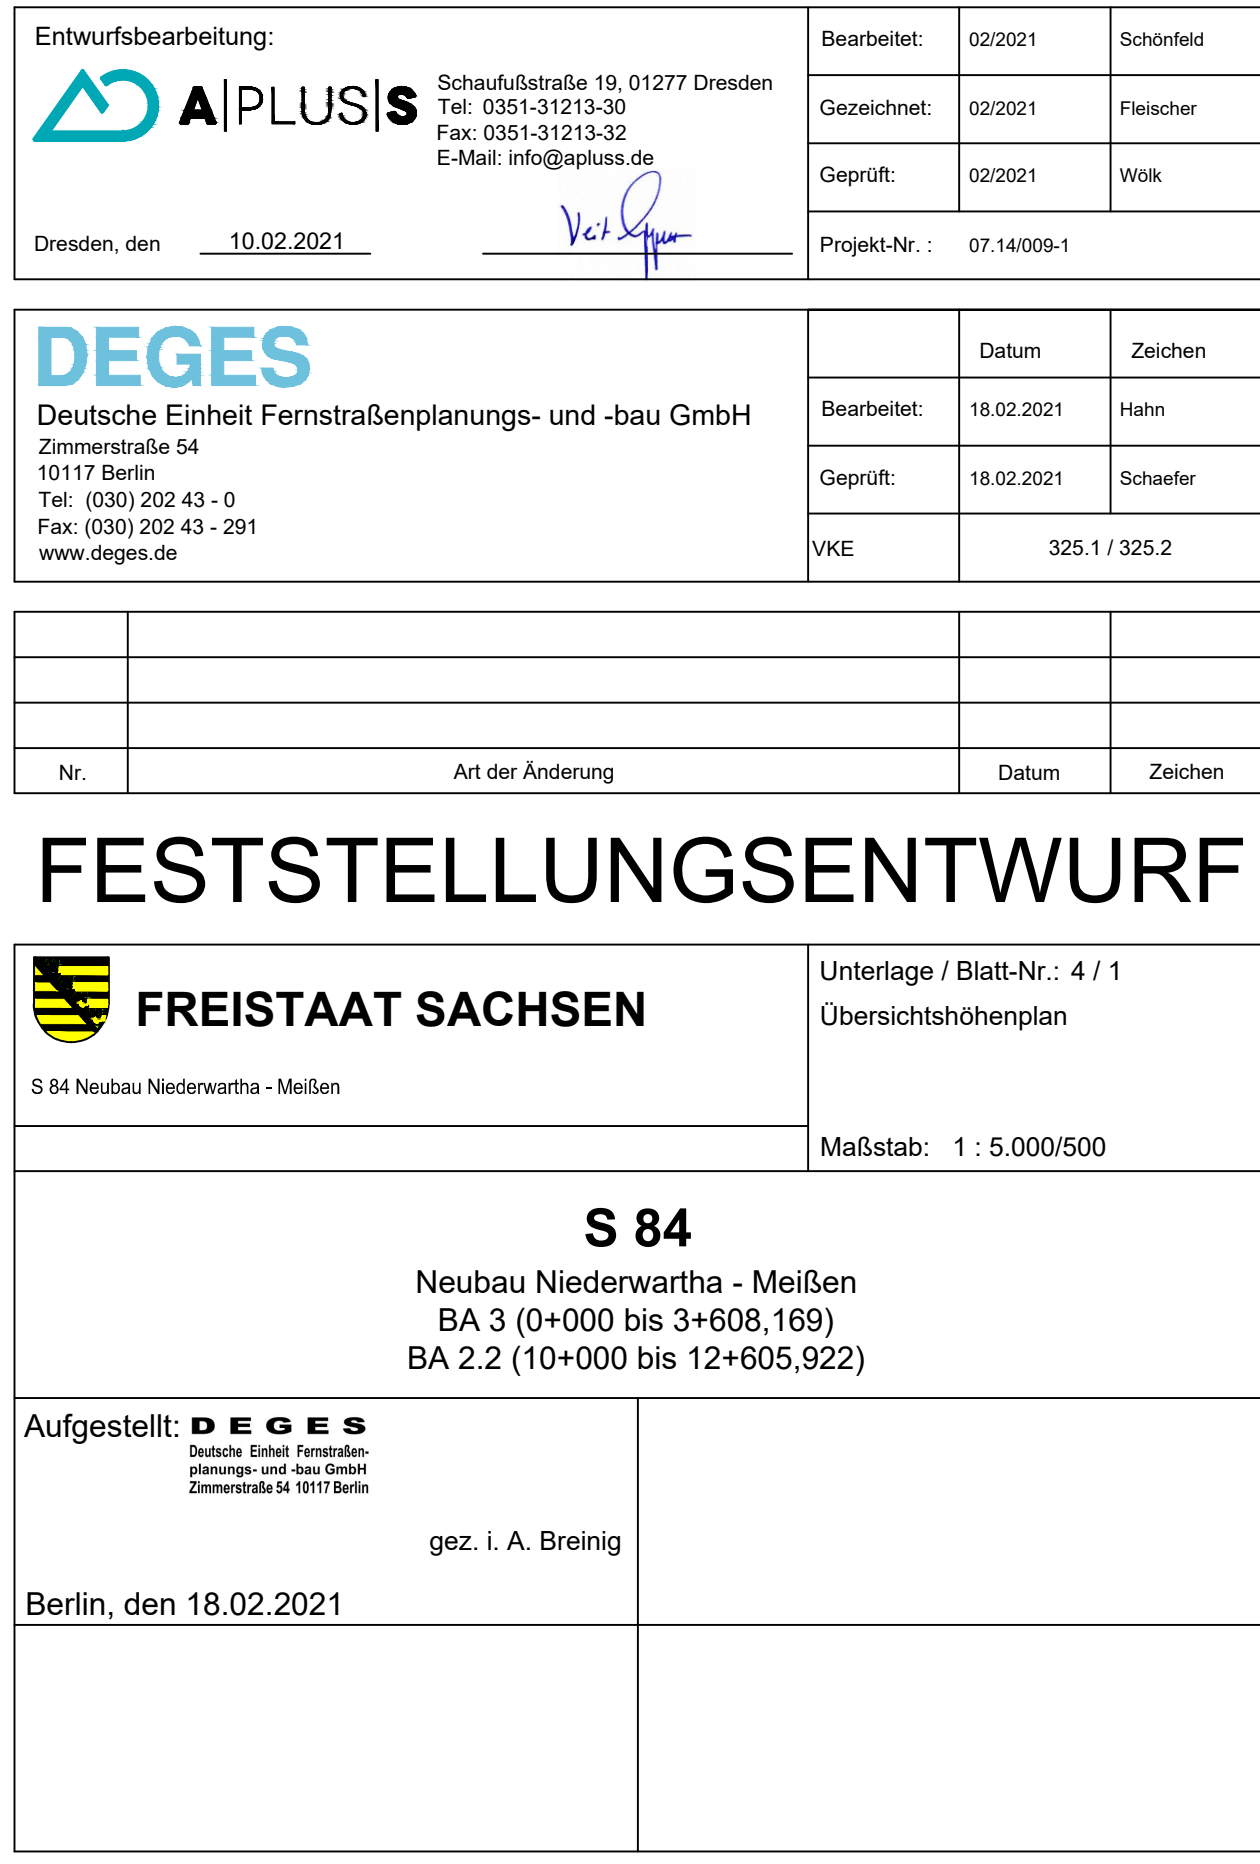 Entwurfsbearbeitung:
A|PLUS|S
Schaufußstraße 19, 01277 Dresden
Tel: 0351-31213-30
Fax: 0351-31213-32
E-Mail: info@apluss.de
Dresden, den 10.02.2021
Veit
Bearbeitet: 02/2021 Schönfeld
Gezeichnet: 02/2021 Fleischer
Geprüft: 02/2021 Wölk
Projekt-Nr. : 07.14/009-1
DEGES
Deutsche Einheit Fernstraßenplanungs- und -bau GmbH
Zimmerstraße 54
10117 Berlin
Tel: (030) 202 43 - 0
Fax: (030) 202 43 - 291
www.deges.de
Datum Zeichen
Bearbeitet: 18.02.2021 Hahn
Geprüft: 18.02.2021 Schaefer
VKE 325.1 / 325.2
Nr. Art der Änderung Datum Zeichen
FESTSTELLUNGSENTWURF
FREISTAAT SACHSEN
S 84 Neubau Niederwartha - Meißen
Unterlage / Blatt-Nr.: 4 / 1
Übersichtshöhenplan
Maßstab: 1 : 5.000/500
S 84
Neubau Niederwartha - Meißen
BA 3 (0+000 bis 3+608,169)
BA 2.2 (10+000 bis 12+605,922)
Aufgestellt: DEGES
Deutsche Einheit Fernstraßen-
planungs- und -bau GmbH
Zimmerstraße 54 10117 Berlin
gez. i. A. Breinig
Berlin, den 18.02.2021